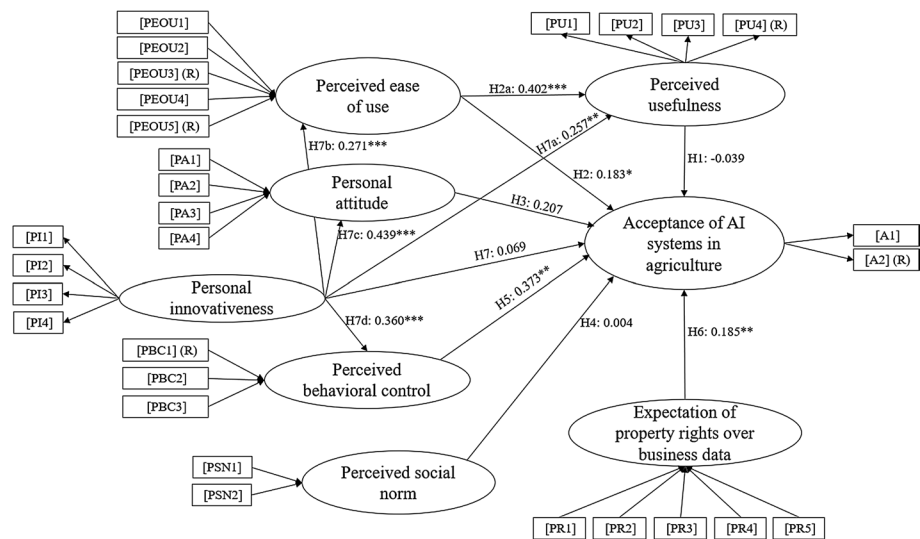 [PEOU1]
[PEOU2]
[PEOU3] (R)
[PEOU4]
[PEOU5] (R)
Perceived ease
of use
[PU1]
[PU2]
[PU3]
[PU4] (R)
Perceived
usefulness
H2a: 0.402***
H7a: 0.257**
H7b: 0.271***
H1: -0.039
H2: 0.183*
[PA1]
[PA2]
[PA3]
[PA4]
Personal
attitude
H3: 0.207
H7c: 0.439***
Acceptance of AI
systems in
agriculture
[A1]
[A2] (R)
[PI1]
[PI2]
[PI3]
[PI4]
Personal
innovativeness
H7: 0.069
H5: 0.373**
H7d: 0.360***
H4: 0.004
H6: 0.185**
[PBC1] (R)
[PBC2]
[PBC3]
Perceived
behavioral control
Expectation of
property rights over
business data
[PSN1]
[PSN2]
Perceived social
norm
[PR1]
[PR2]
[PR3]
[PR4]
[PR5]